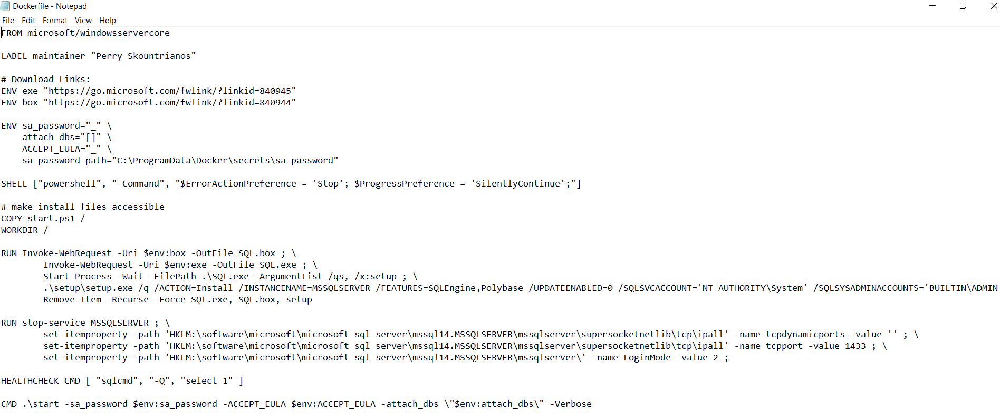 Dockerfile - Notepad
File Edit Format View Help
FROM microsoft/windowsservercore
LABEL maintainer "Perry Skountrianos"
# Download Links:
ENV exe "https://go.microsoft.com/fwlink/?linkid=840945"
ENV box "https://go.microsoft.com/fwlink/?linkid=840944"
ENV sa_password="_" \
attach_dbs="[]" \
ACCEPT_EULA="_" \
sa_password_path="C:\ProgramData\Docker\secrets\sa-password"
SHELL ["powershell", "-Command", "$ErrorActionPreference = 'Stop'; $ProgressPreference = 'SilentlyContinue';"]
# make install files accessible
COPY start.ps1 /
WORKDIR /
RUN Invoke-WebRequest -Uri $env:box -OutFile SQL.box ; \
Invoke-WebRequest -Uri $env:exe -OutFile SQL.exe ; \
Start-Process -Wait -FilePath .\SQL.exe -ArgumentList /qs, /x:setup ; \
.\setup\setup.exe /q /ACTION=Install /INSTANCENAME=MSSQLSERVER /FEATURES=SQLEngine,Polybase /UPDATEENABLED=0 /SQLSVCACCOUNT='NT AUTHORITY\System' /SQLSYSADMINACCOUNTS='BUILTIN\ADMIN
Remove-Item -Recurse -Force SQL.exe, SQL.box, setup
RUN stop-service MSSQLSERVER ; \
set-itemproperty -path 'HKLM:\software\microsoft\microsoft sql server\mssql14.MSSQLSERVER\mssqlserver\supersocketnetlib\tcp\ipall' -name tcpdynamicports -value '' ; \
set-itemproperty -path 'HKLM:\software\microsoft\microsoft sql server\mssql14.MSSQLSERVER\mssqlserver\supersocketnetlib\tcp\ipall' -name tcpport -value 1433 ; \
set-itemproperty -path 'HKLM:\software\microsoft\microsoft sql server\mssql14.MSSQLSERVER\mssqlserver\' -name LoginMode -value 2 ;
HEALTHCHECK CMD [ "sqlcmd", "-Q", "select 1" ]
CMD .\start -sa_password $env:sa_password -ACCEPT_EULA $env:ACCEPT_EULA -attach_dbs \"$env:attach_dbs\" -Verbose